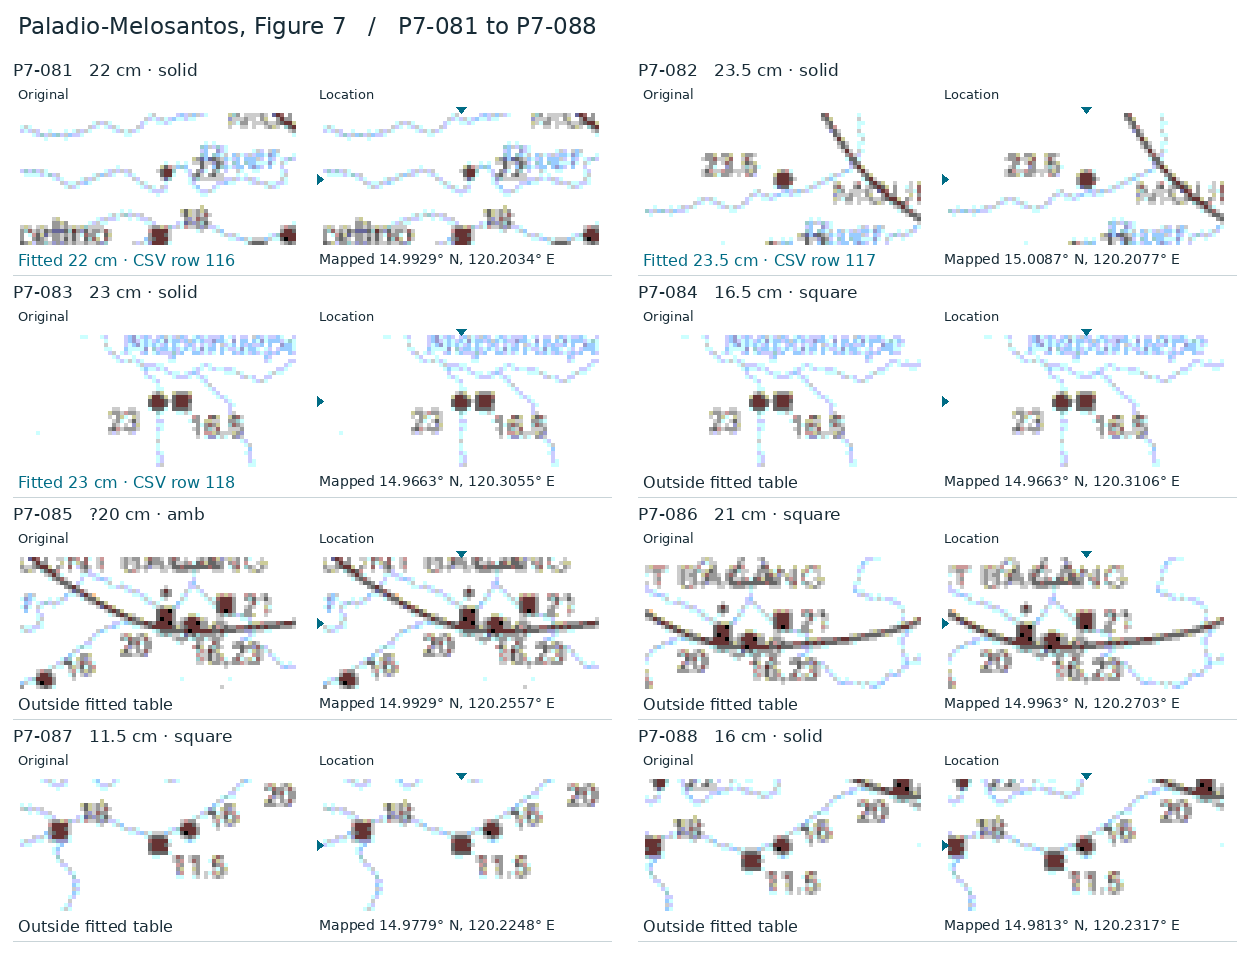 Paladio-Melosantos, Figure 7 / P7-081 to P7-088
P7-081 22 cm · solid
Original
Location
River
22
18
Fitted 22 cm · CSV row 116
Mapped 14.9929° N, 120.2034° E
P7-082 23.5 cm · solid
Original
Location
23.5
River
23.5
River
Fitted 23.5 cm · CSV row 117
Mapped 15.0087° N, 120.2077° E
P7-083 23 cm · solid
Original
Location
23
16.5
23
16.5
Fitted 23 cm · CSV row 118
Mapped 14.9663° N, 120.3055° E
P7-084 16.5 cm · square
Original
Location
23
16.5
23
16.5
Outside fitted table
Mapped 14.9663° N, 120.3106° E
P7-085 ?20 cm · amb
Original
Location
21
20
16,23
16
21
20
16,23
16
Outside fitted table
Mapped 14.9929° N, 120.2557° E
P7-086 21 cm · square
Original
Location
21
20
16,23
21
20
16,23
Outside fitted table
Mapped 14.9963° N, 120.2703° E
P7-087 11.5 cm · square
Original
Location
20
18
16
11.5
20
18
16
11.5
Outside fitted table
Mapped 14.9779° N, 120.2248° E
P7-088 16 cm · solid
Original
Location
20
18
16
11.5
20
18
16
11.5
Outside fitted table
Mapped 14.9813° N, 120.2317° E